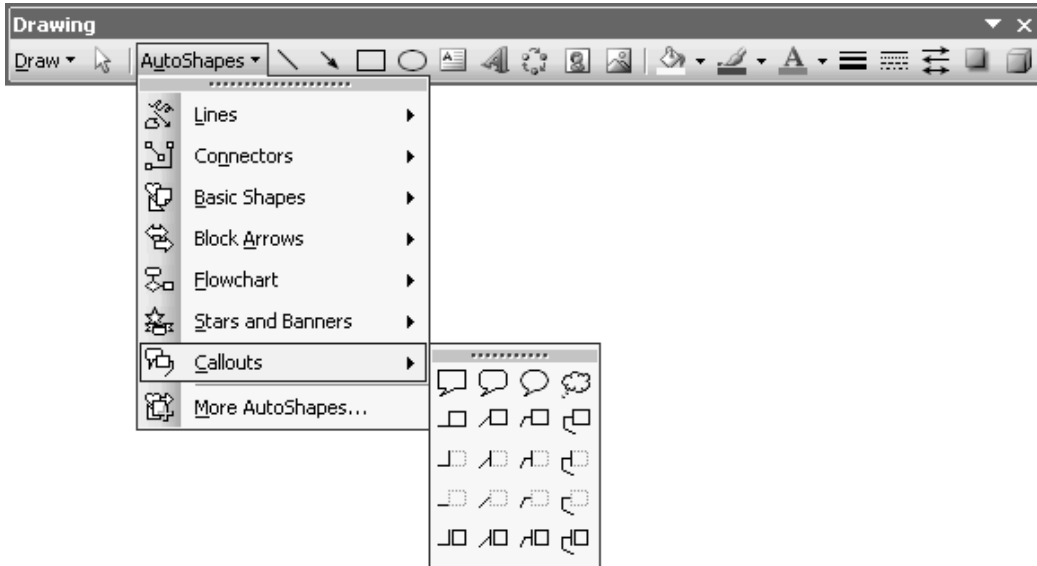 Drawing
Draw AutoShapes A
Lines
Connectors
Basic Shapes
Block Arrows
Flowchart
Stars and Banners
Callouts
More AutoShapes...